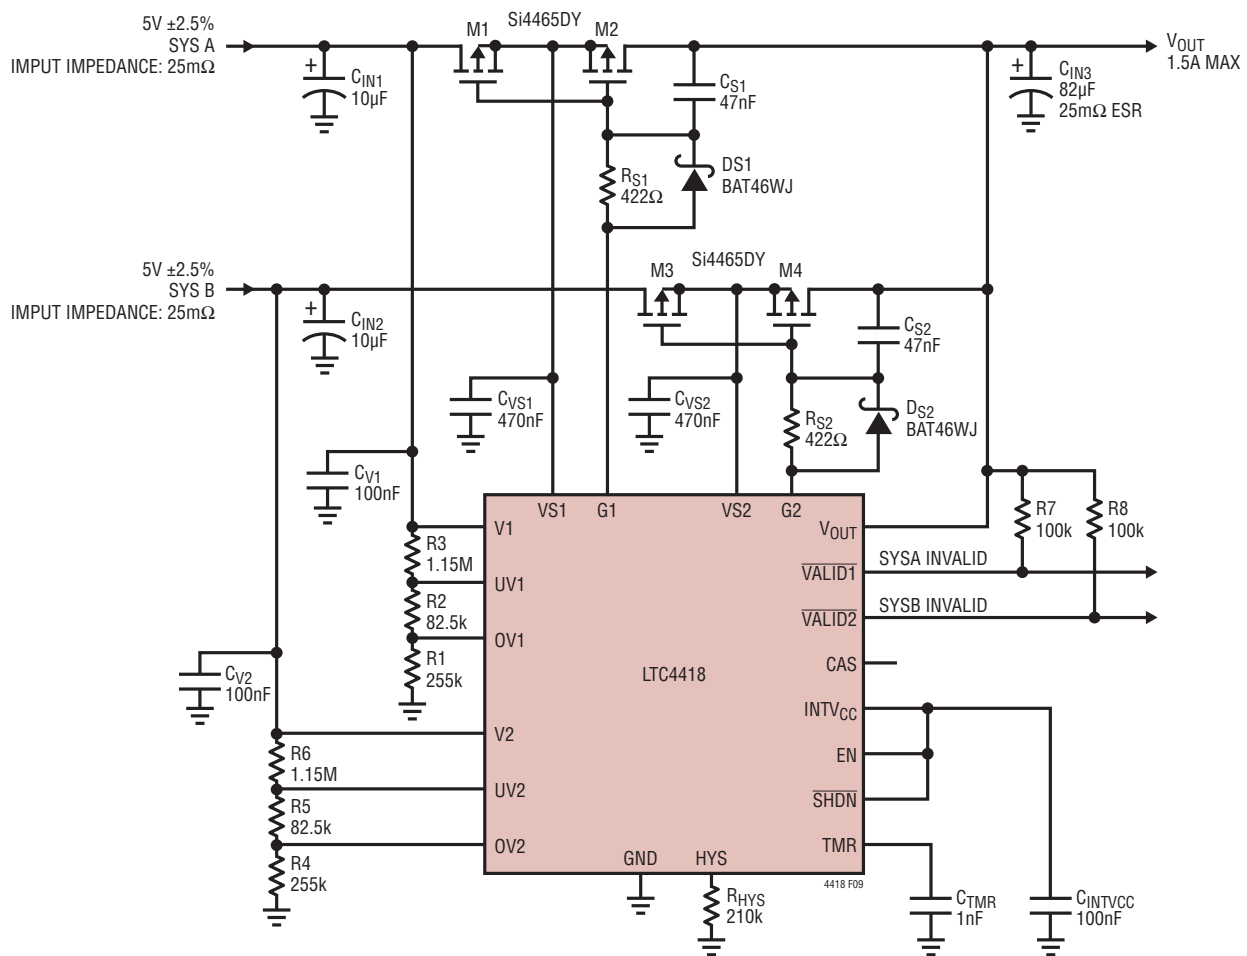 5V ±2.5%
SYS A
IMPUT IMPEDANCE: 25mΩ
M1
Si4465DY
M2
VOUT
1.5A MAX
+
CIN1
10µF
CS1
47nF
+
CIN3
82µF
25mΩ ESR
RS1
422Ω
DS1
BAT46WJ
5V ±2.5%
SYS B
IMPUT IMPEDANCE: 25mΩ
M3
Si4465DY
M4
+
CIN2
10µF
CS2
47nF
CVS1
470nF
CVS2
470nF
RS2
422Ω
DS2
BAT46WJ
CV1
100nF
VS1
G1
VS2
G2
V1
VOUT
R7
100k
R8
100k
R3
1.15M
UV1
VALID1
SYSA INVALID
R2
82.5k
OV1
VALID2
SYSB INVALID
R1
255k
LTC4418
CAS
CV2
100nF
INTVCC
V2
R6
1.15M
EN
UV2
SHDN
R5
82.5k
OV2
TMR
R4
255k
GND
HYS
4418 F09
RHYS
210k
CTMR
1nF
CINTVCC
100nF